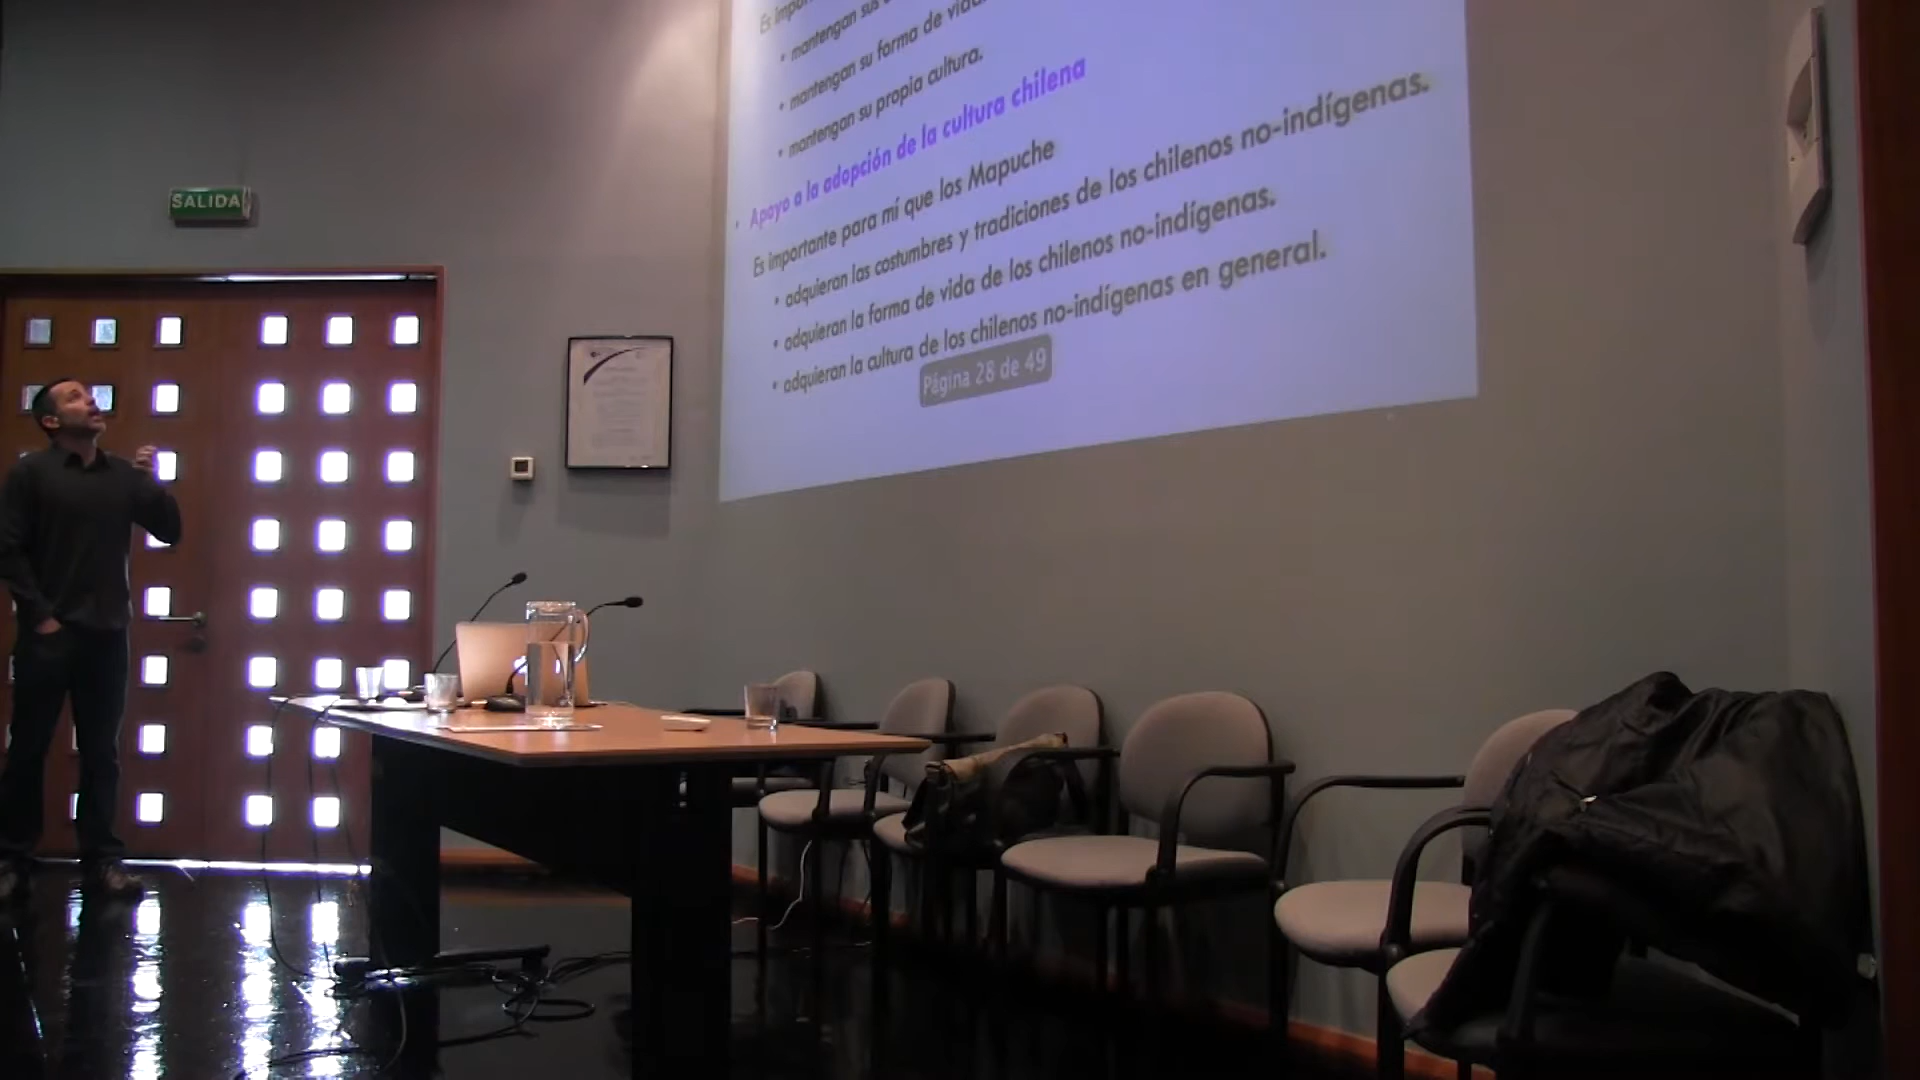 Es
• mantengan sus
• mantengan su forma de vida
• mantengan su propia cultura.
• Apoyo a la adopción de la cultura chilena
Es importante para mí que los Mapuche
• adquieran las costumbres y tradiciones de los chilenos no-indígenas.
• adquieran la forma de vida de los chilenos no-indígenas.
• adquieran la cultura de los chilenos no-indígenas en general.
Página 28 de 49
SALIDA